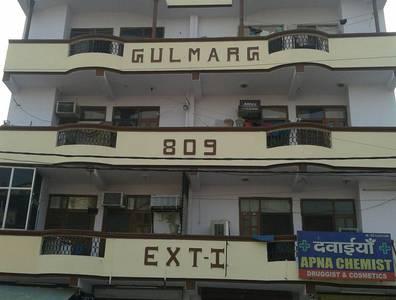 GULMARG
809
EXT-I
दवाईयाँ
APNA CHEMIST
DRUGGIST & COSMETICS